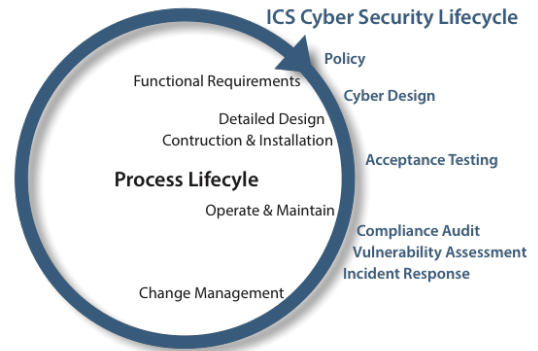 ICS Cyber Security Lifecycle
Policy
Functional Requirements
Cyber Design
Detailed Design
Contruction & Installation
Acceptance Testing
Process Lifecyle
Operate & Maintain
Compliance Audit
Vulnerability Assessment
Incident Response
Change Management